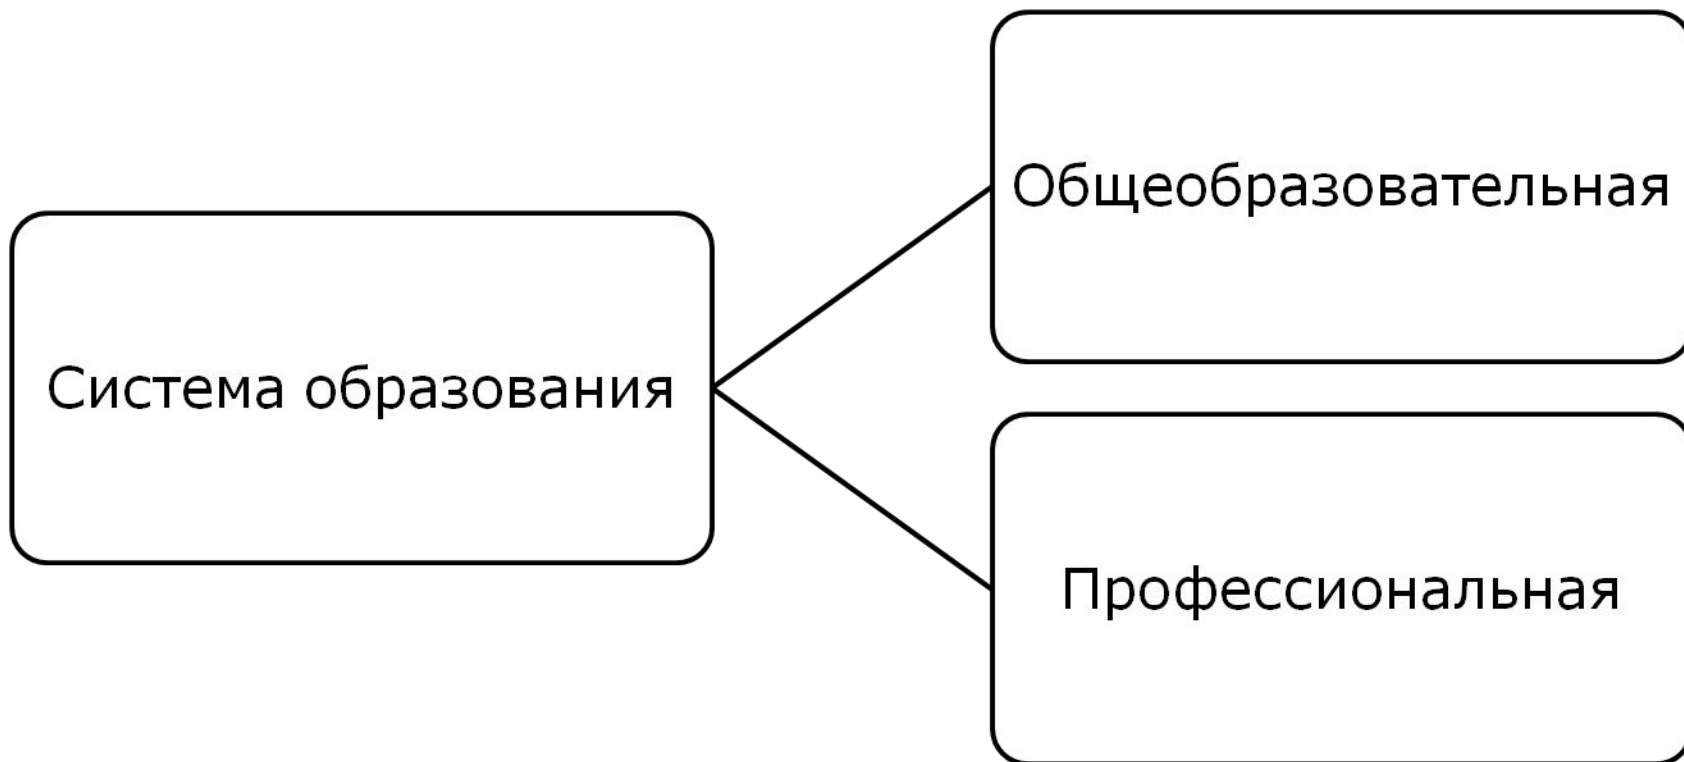 Общеобразовательная
Система образования
Профессиональная